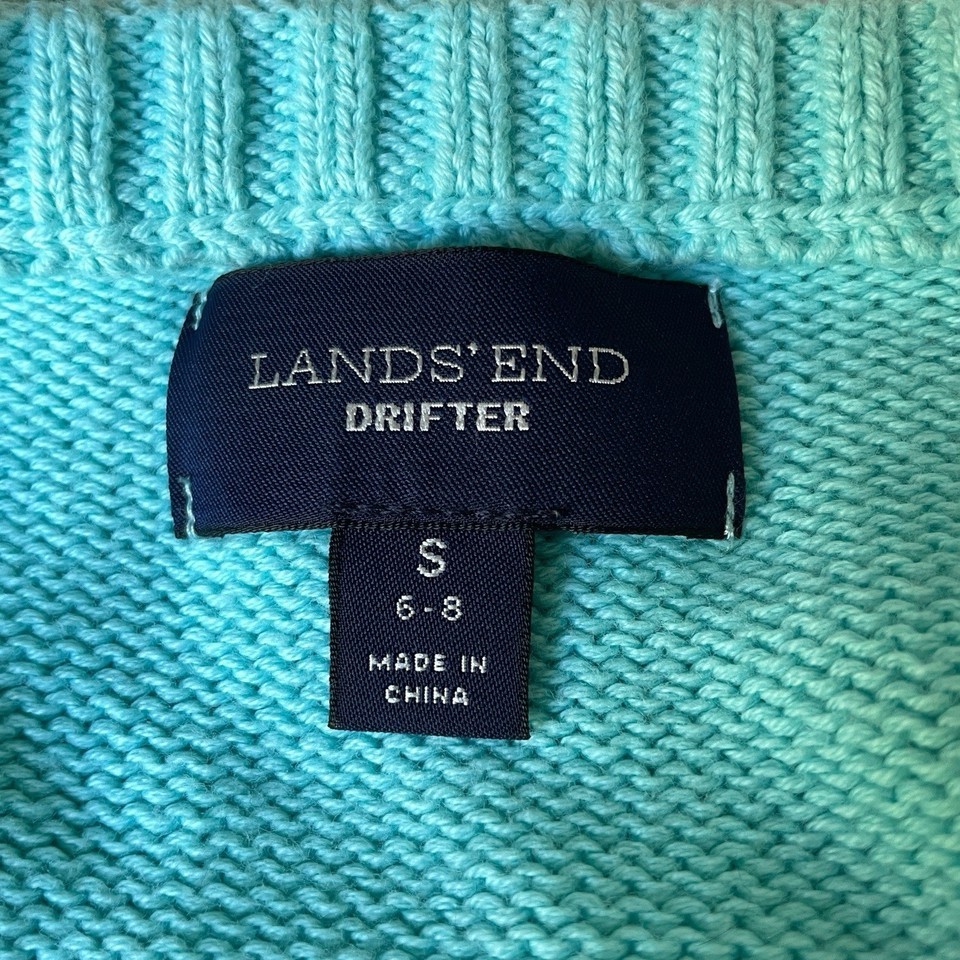 LANDS' END
DRIFTER
S
6-8
MADE IN
CHINA